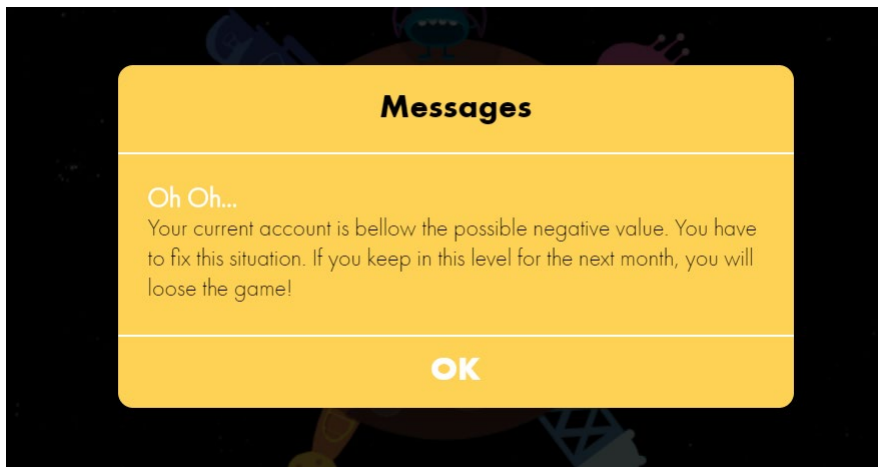 Messages
Oh Oh...
Your current account is bellow the possible negative value. You have
to fix this situation. If you keep in this level for the next month, you will
loose the game!
OK